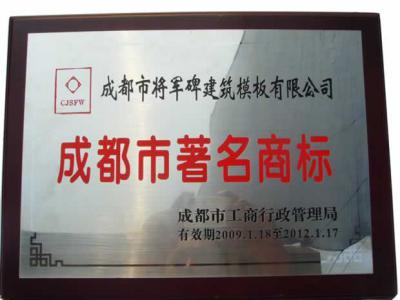 CJSFW
成都市将军碑建筑模板有限公司
成都市著名商标
成都市工商行政管理局
有效期2009.1.18至2012.1.17